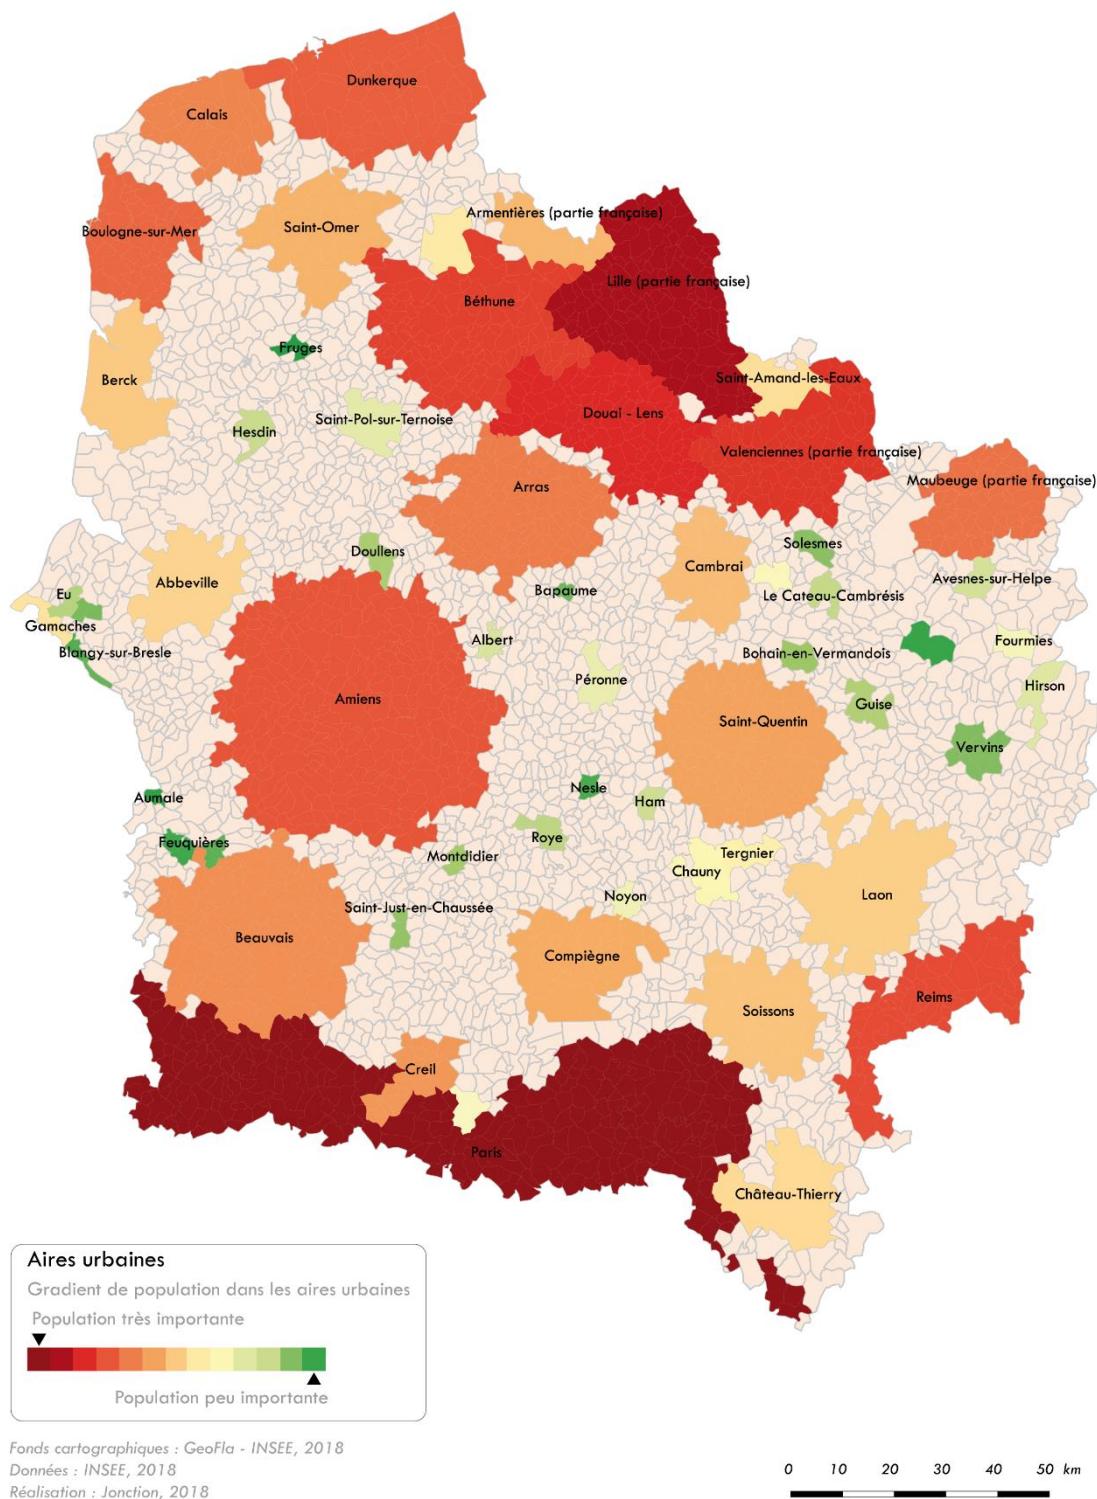 Dunkerque
Calais
Armentières (partie française)
Saint-Omer
Boulogne-sur-Mer
Lille (partie française)
Béthune
Fruges
Berck
Saint-Amand-les-Eaux
Douai - Lens
Saint-Pol-sur-Ternoise
Hesdin
Valenciennes (partie française)
Maubeuge (partie française)
Arras
Solesmes
Doullens
Cambrai
Avesnes-sur-Helpe
Abbeville
Bapaume
Eu
Le Cateau-Cambrésis
Gamaches
Albert
Fourmies
Blangy-sur-Bresle
Bohain-en-Vermandois
Péronne
Hirson
Amiens
Guise
Saint-Quentin
Vervins
Nesle
Aumale
Ham
Roye
Feuquières
Tergnier
Montdidier
Chauny
Noyon
Laon
Saint-Just-en-Chaussée
Beauvais
Compiègne
Reims
Soissons
Creil
Paris
Château-Thierry
Aires urbaines
Gradient de population dans les aires urbaines
Population très importante
Population peu importante
Fonds cartographiques : GeoFla - INSEE, 2018
Données : INSEE, 2018
Réalisation : Jonction, 2018
0 10 20 30 40 50 km